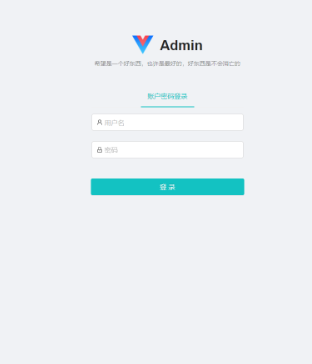 Admin
希望是一个好东西，也许是最好的，好东西是不会消亡的
账户密码登录
用户名
密码
登 录